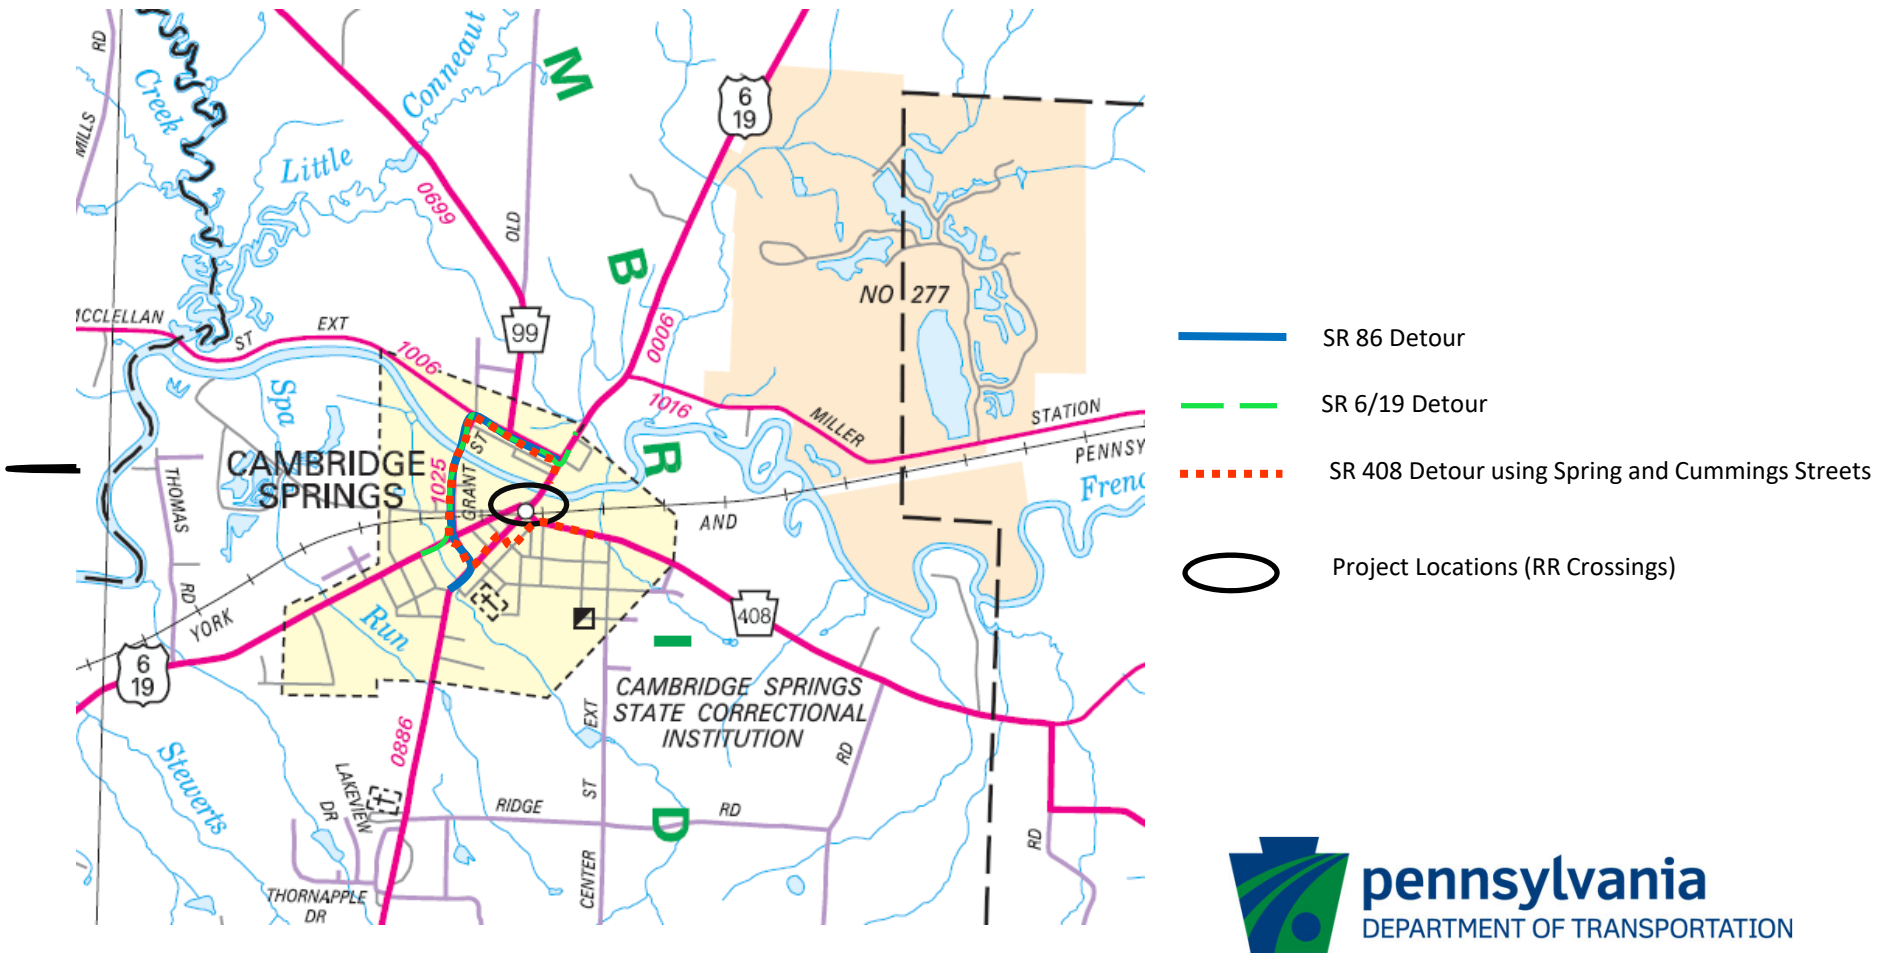 RD
MILLS
Creek
Little
Conneaut
M
6
19
0699
OLD
B
NO 277
MCCLELLAN
ST
EXT
99
1006
0006
1016
MILLER
STATION
PENNSY
Spa
CAMBRIDGE
SPRINGS
1025
GRANT
ST
R
Frenc
AND
THOMAS
RD
YORK
Run
408
I
6
19
CAMBRIDGE SPRINGS
STATE CORRECTIONAL
INSTITUTION
EXT
ST
CENTER
0886
Stewerts
LAKEVIEW
DR
RIDGE
RD
D
RD
RD
THORNAPPLE
DR
SR 86 Detour
SR 6/19 Detour
SR 408 Detour using Spring and Cummings Streets
Project Locations (RR Crossings)
pennsylvania
DEPARTMENT OF TRANSPORTATION